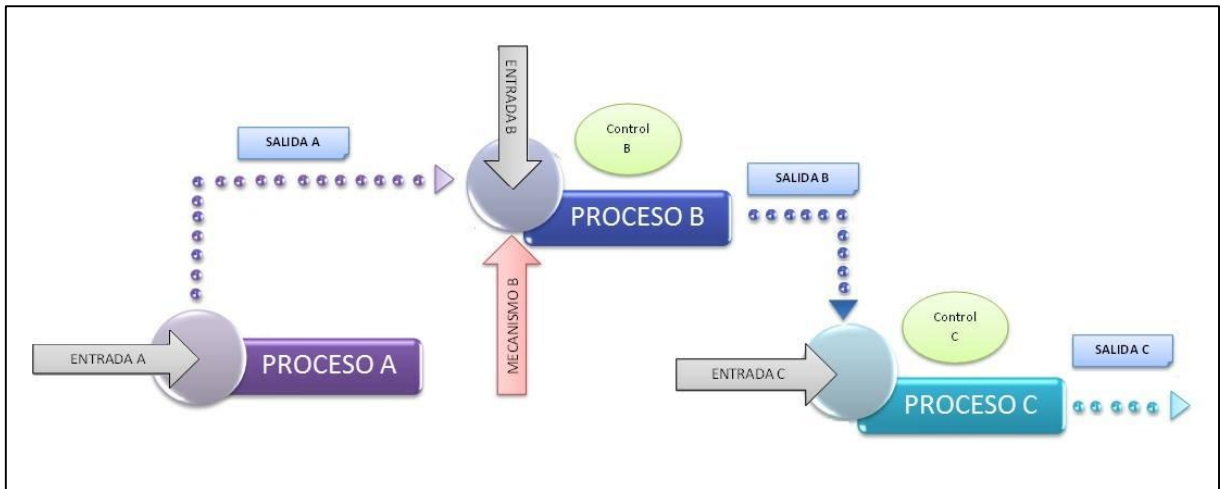 ENTRADA B
Control
B
SALIDA A
SALIDA B
PROCESO B
MECANISMO B
Control
C
ENTRADA A
PROCESO A
SALIDA C
ENTRADA C
PROCESO C